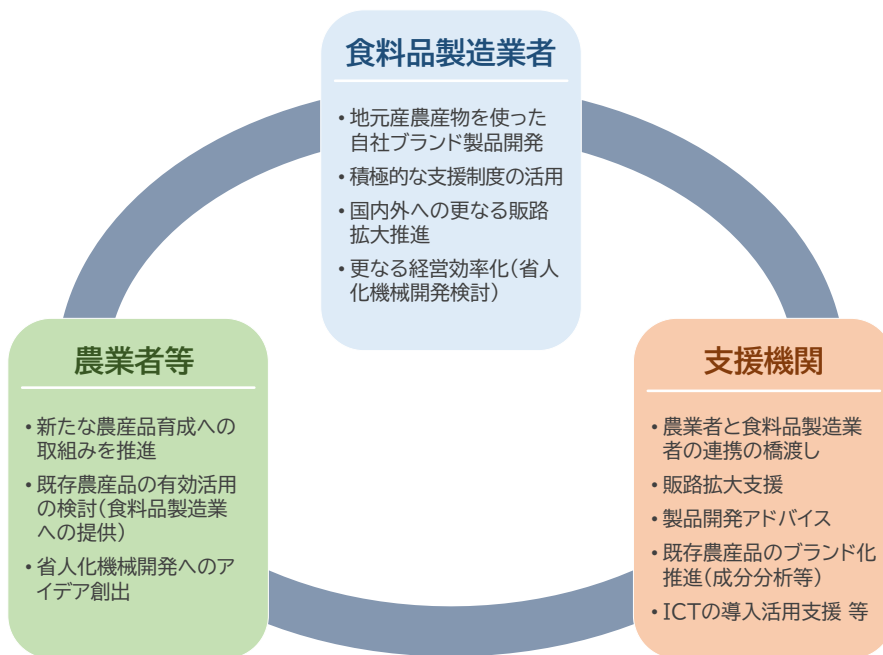 食料品製造業者
・地元産農産物を使った
自社ブランド製品開発
・積極的な支援制度の活用
・国内外への更なる販路
拡大推進
・更なる経営効率化(省人
化機械開発検討)
農業者等
・新たな農産品育成への
取組みを推進
・既存農産品の有効活用
の検討(食料品製造業
への提供)
・省人化機械開発へのア
イデア創出
支援機関
・農業者と食料品製造業
者の連携の橋渡し
・販路拡大支援
・製品開発アドバイス
・既存農産品のブランド化
推進(成分分析等)
・ICTの導入活用支援 等